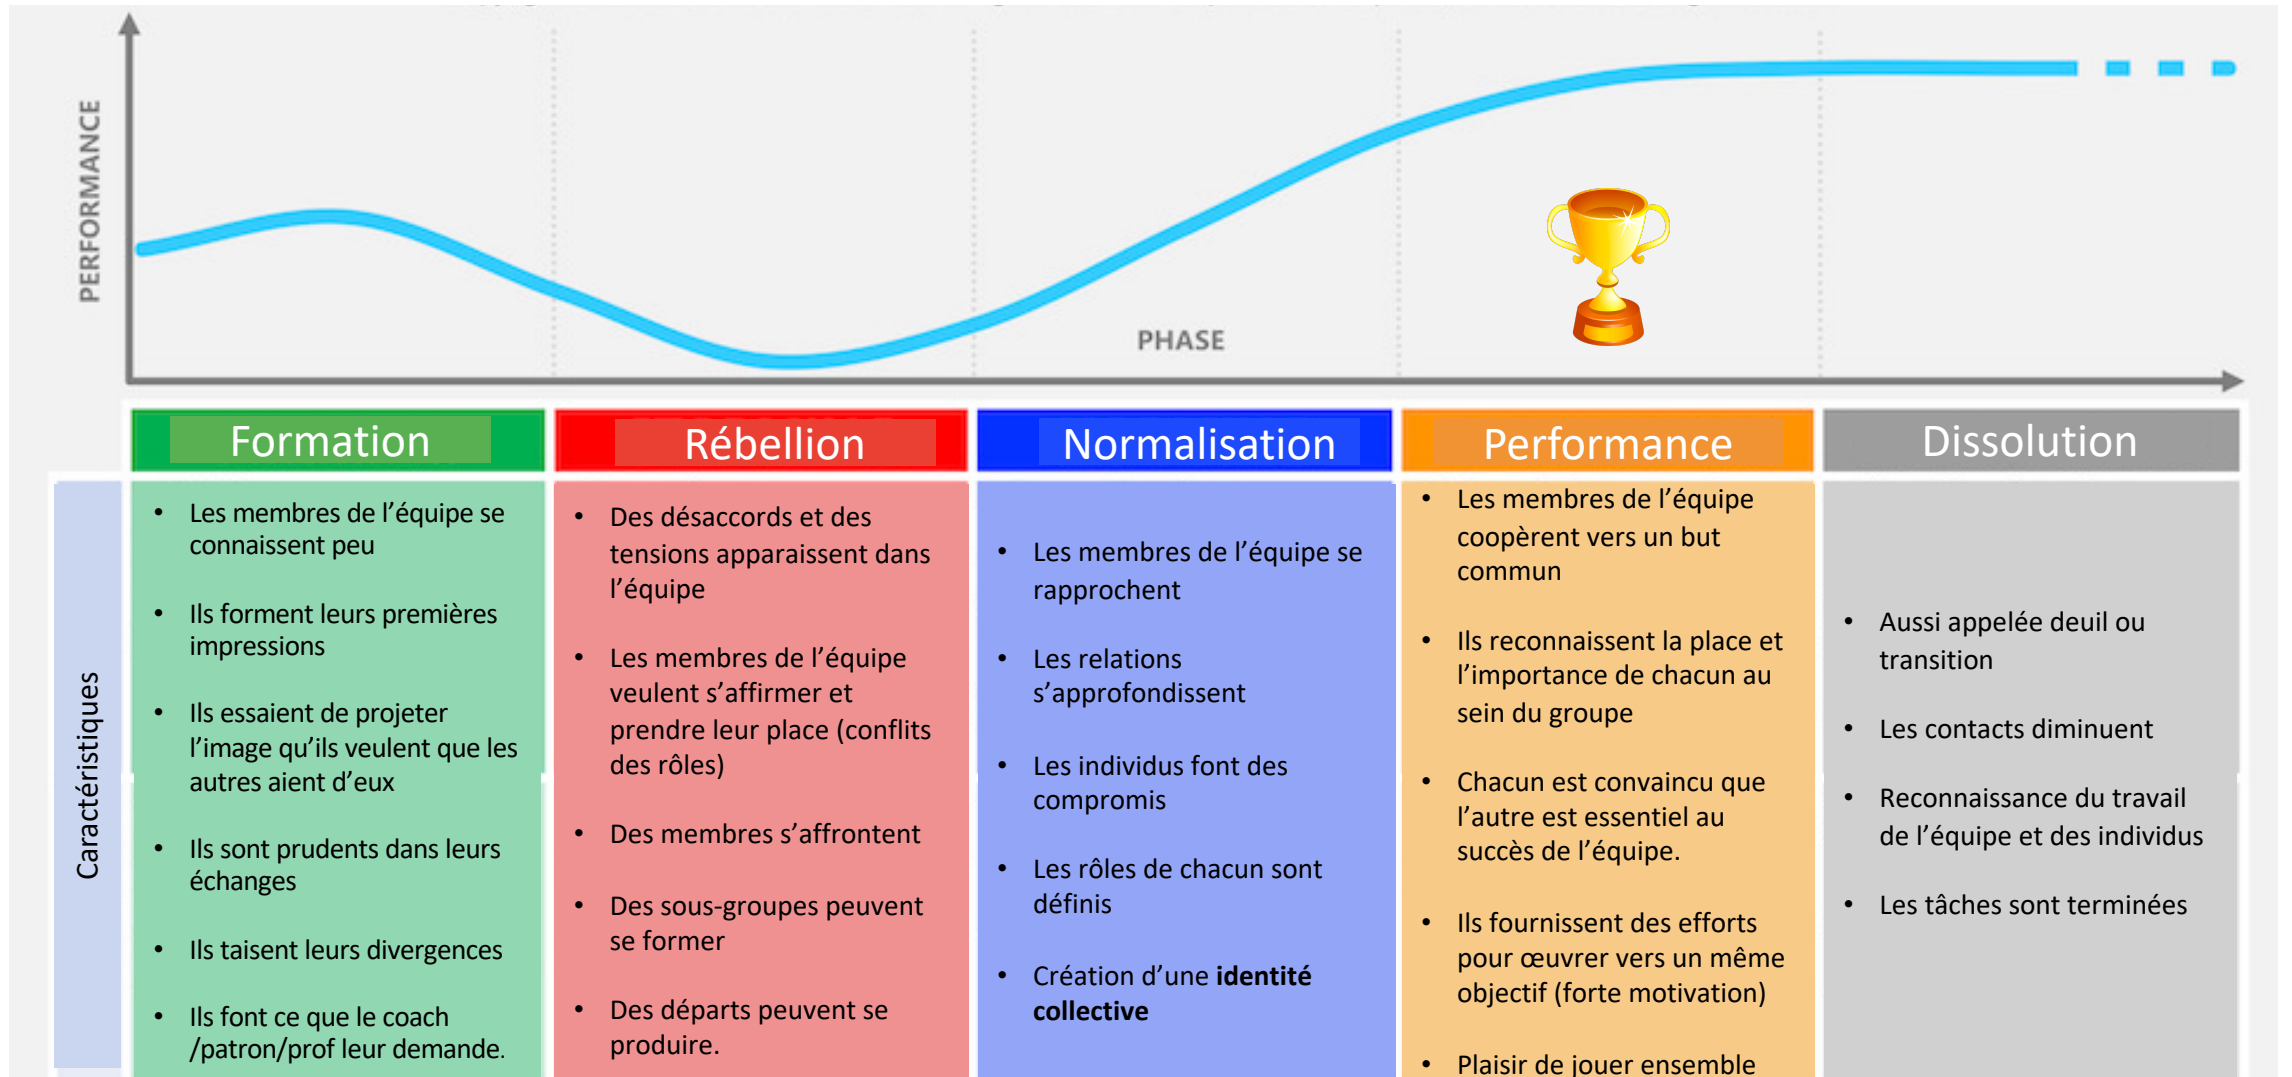 PERFORMANCE
PHASE
Formation
Rébellion
Normalisation
Performance
Dissolution
Caractéristiques
• Les membres de l’équipe se
connaissent peu
• Ils forment leurs premières
impressions
• Ils essaient de projeter
l’image qu’ils veulent que les
autres aient d’eux
• Ils sont prudents dans leurs
échanges
• Ils taisent leurs divergences
• Ils font ce que le coach
/patron/prof leur demande.
• Des désaccords et des
tensions apparaissent dans
l’équipe
• Les membres de l’équipe
veulent s’affirmer et
prendre leur place (conflits
des rôles)
• Des membres s’affrontent
• Des sous-groupes peuvent
se former
• Des départs peuvent se
produire.
• Les membres de l’équipe se
rapprochent
• Les relations
s’approfondissent
• Les individus font des
compromis
• Les rôles de chacun sont
définis
• Création d’une identité
collective
• Les membres de l’équipe
coopèrent vers un but
commun
• Ils reconnaissent la place et
l’importance de chacun au
sein du groupe
• Chacun est convaincu que
l’autre est essentiel au
succès de l’équipe.
• Ils fournissent des efforts
pour œuvrer vers un même
objectif (forte motivation)
• Plaisir de jouer ensemble
• Aussi appelée deuil ou
transition
• Les contacts diminuent
• Reconnaissance du travail
de l’équipe et des individus
• Les tâches sont terminées